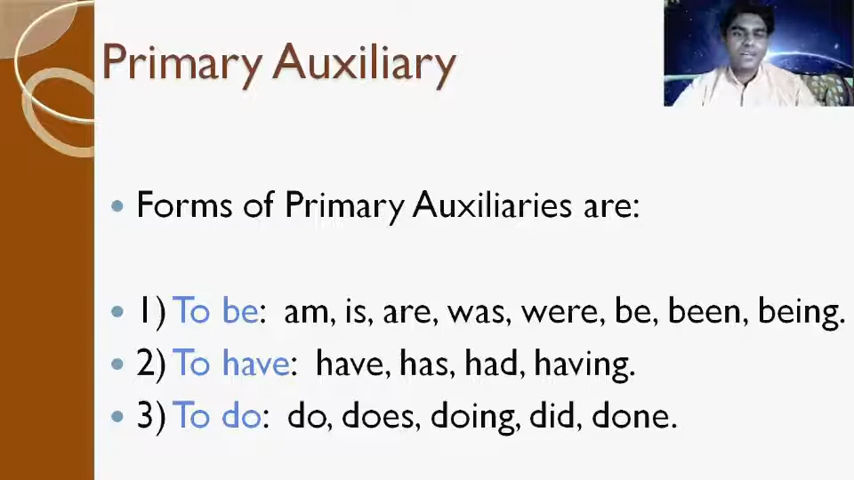 Primary Auxiliary
Forms of Primary Auxiliaries are:
1) To be: am, is, are, was, were, be, been, being.
2) To have: have, has, had, having.
3) To do: do, does, doing, did, done.